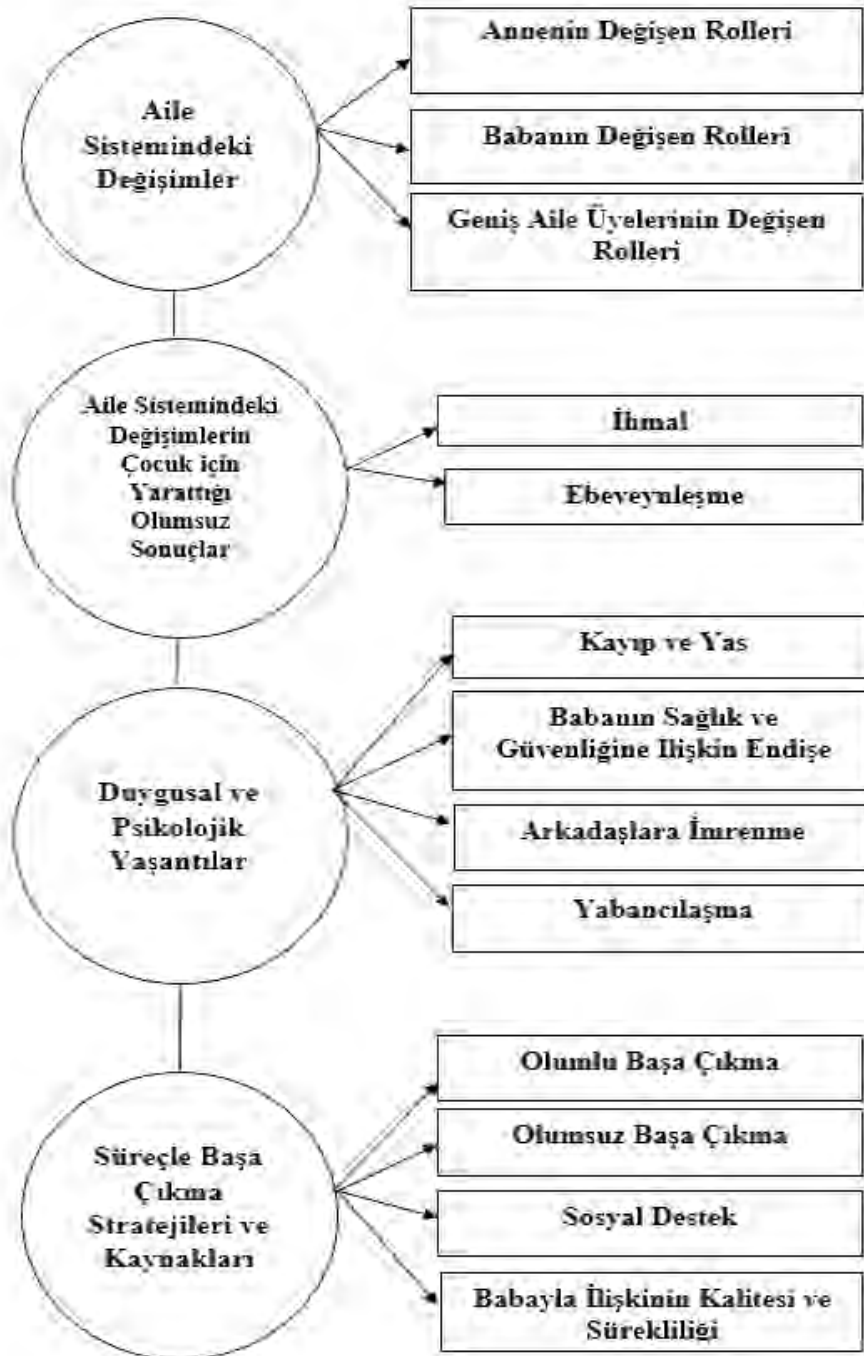 Aile
Sistemindeki
Değişimler
Annenin Değişen Rolleri
Babanın Değişen Rolleri
Geniş Aile Üyelerinin Değişen
Rolleri
Aile Sistemindeki
Değişimlerin
Çocuk için
Yarattığı
Olumsuz
Sonuçlar
İhmal
Ebeveynleşme
Duygusal ve
Psikolojik
Yaşantılar
Kayıp ve Yas
Babanın Sağlık ve
Güvenliğine Ilişkin Endişe
Arkadaşlara İmrenme
Yabancılaşma
Süreçle Başa
Çıkma
Stratejileri ve
Kaynakları
Olumlu Başa Çıkma
Olumsuz Başa Çıkma
Sosyal Destek
Babayla İlişkinin Kalitesi ve
Sürekliliği